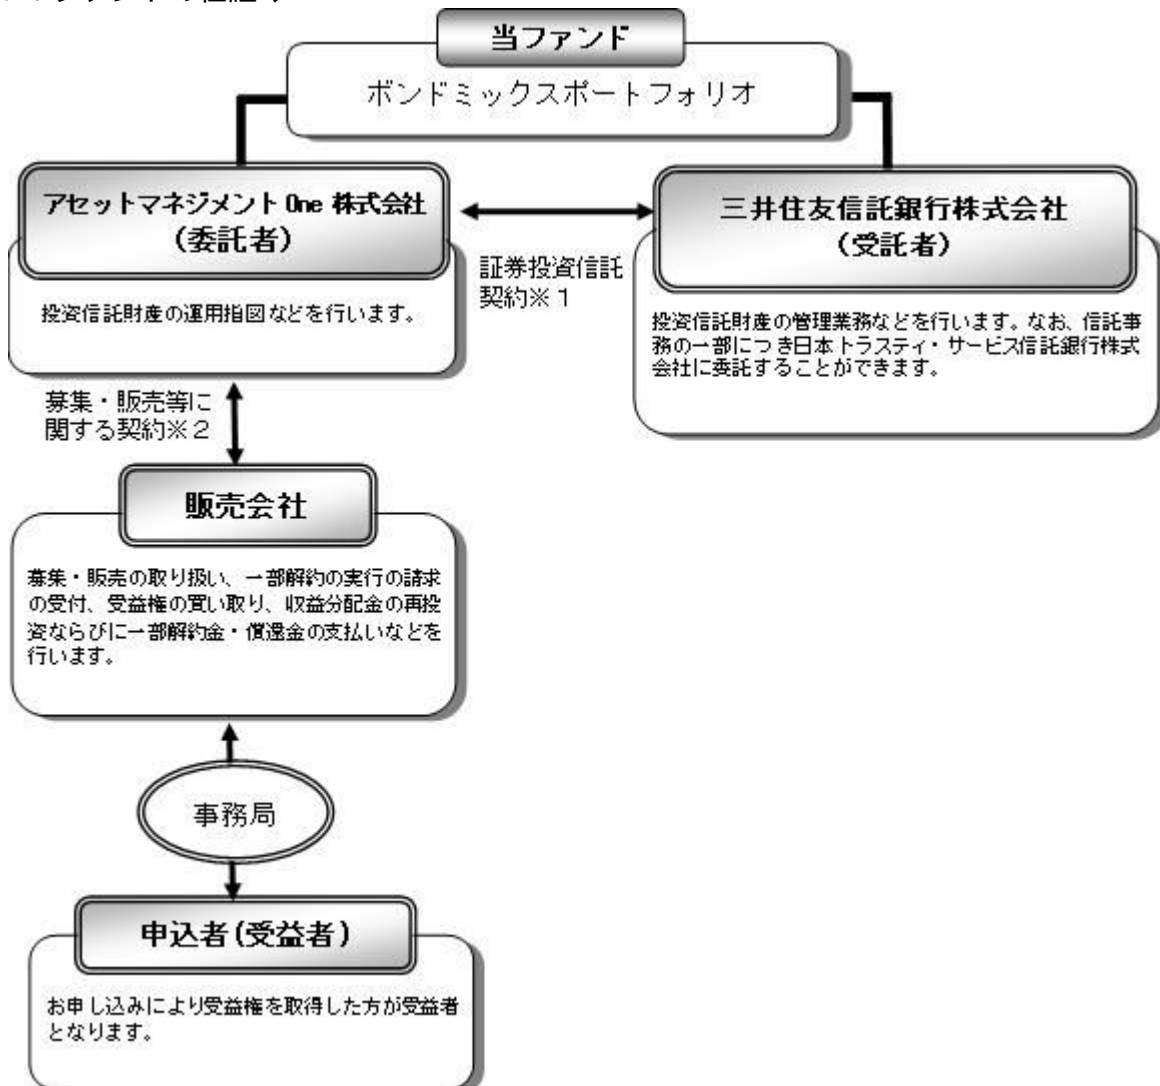 当ファンド
ボンドミックスポートフォリオ
アセットマネジメント One 株式会社
(委託者)
投資信託財産の運用指図などを行います。
証券投資信託
契約※1
三井住友信託銀行株式会社
(受託者)
投資信託財産の管理業務などを行います。なお、信託事
務の一部につき日本トラスティ・サービス信託銀行株式
会社に委託することができます。
募集・販売等に
関する契約※2
販売会社
募集・販売の取り扱い、一部解約の実行の請求
の受付、受益権の買い取り、収益分配金の再投
資ならびに一部解約金・償還金の支払いなどを
行います。
事務局
申込者(受益者)
お申し込みにより受益権を取得した方が受益者
となります。